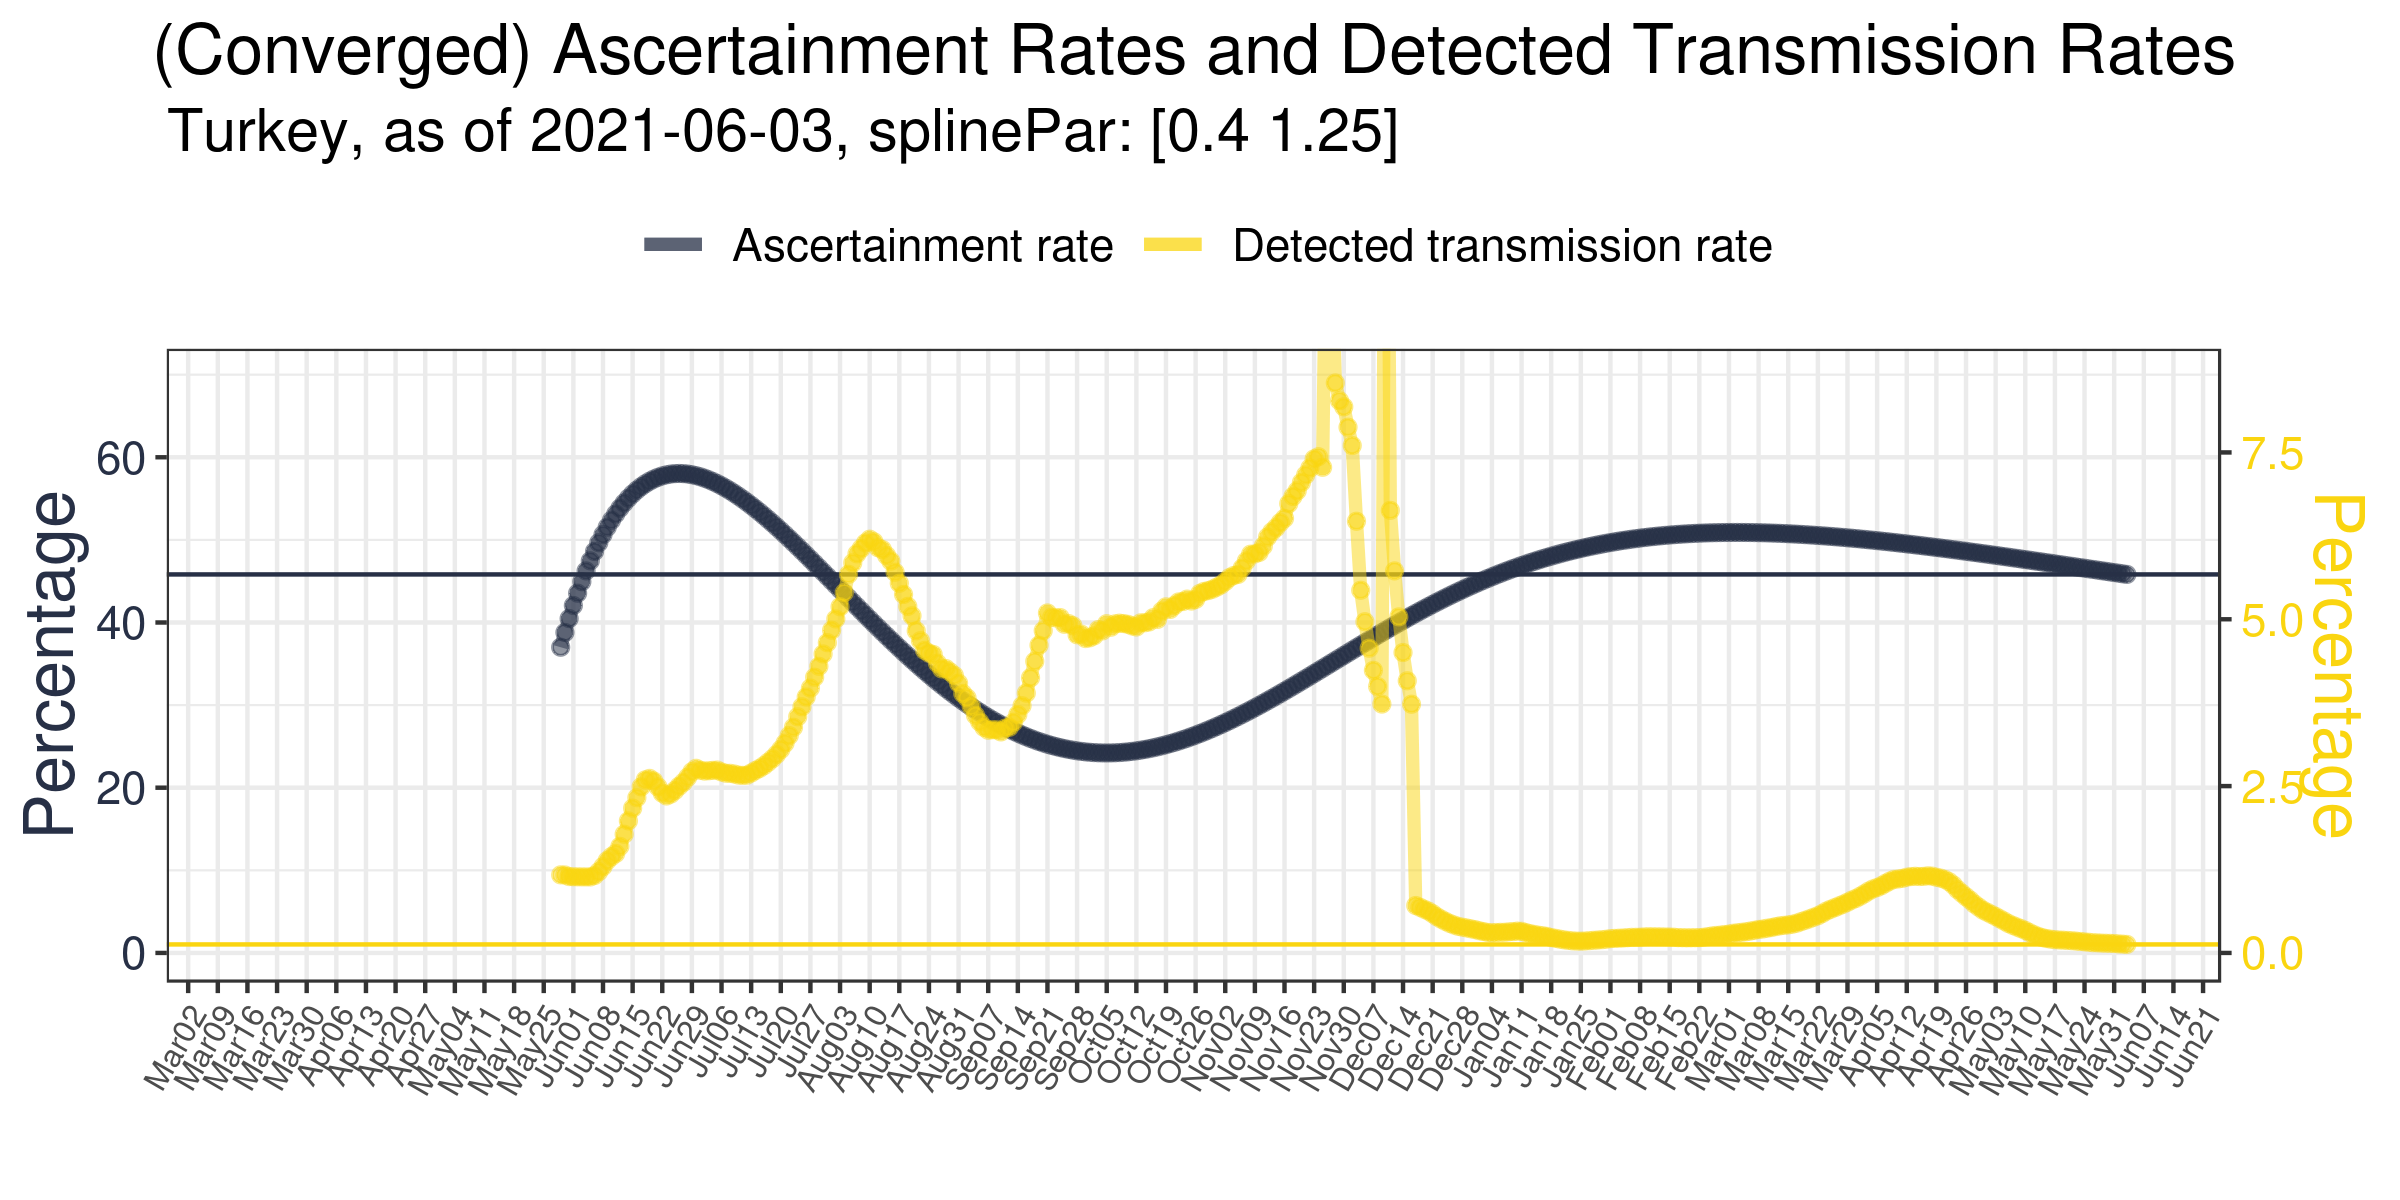 (Converged) Ascertainment Rates and Detected Transmission Rates
Turkey, as of 2021-06-03, splinePar: [0.4 1.25]
Ascertainment rate
Detected transmission rate
Percentage
60
40
20
0
7.5
5.0
2.5
0.0
Percentage
Mar02
Mar09
Mar16
Mar23
Mar30
Apr06
Apr13
Apr20
Apr27
May04
May11
May18
May25
Jun01
Jun08
Jun15
Jun22
Jun29
Jul06
Jul13
Jul20
Jul27
Aug03
Aug10
Aug17
Aug24
Aug31
Sep07
Sep14
Sep21
Sep28
Oct05
Oct12
Oct19
Oct26
Nov02
Nov09
Nov16
Nov23
Nov30
Dec07
Dec14
Dec21
Dec28
Jan04
Jan11
Jan18
Jan25
Feb01
Feb08
Feb15
Feb22
Mar01
Mar08
Mar15
Mar22
Mar29
Apr05
Apr12
Apr19
Apr26
May03
May10
May17
May24
May31
Jun07
Jun14
Jun21